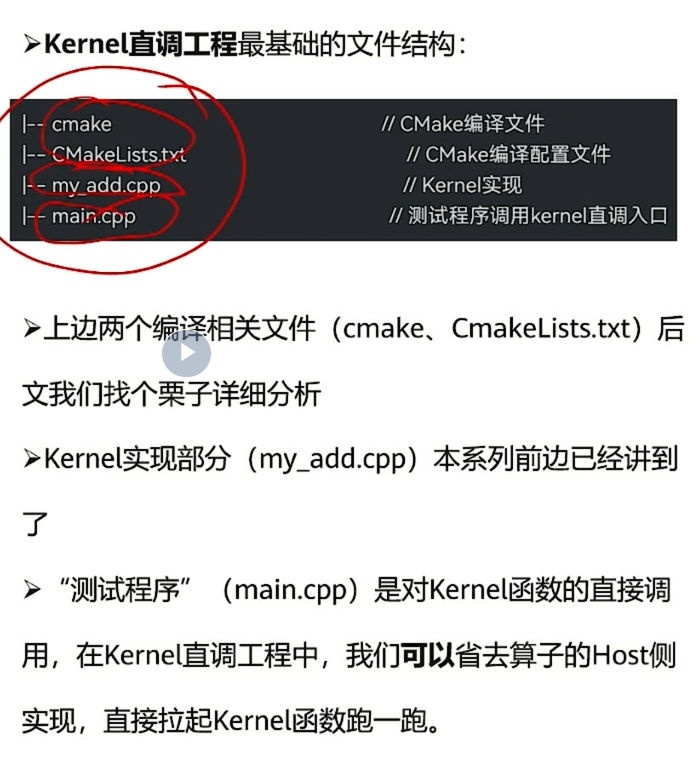 ➢Kernel直调工程最基础的文件结构：
|-- cmake // CMake编译文件
|-- CMakeLists.txt // CMake编译配置文件
|-- my_add.cpp // Kernel实现
|-- main.cpp // 测试程序调用kernel直调入口
➢上边两个编译相关文件（cmake、CmakeLists.txt）后
文我们找个栗子详细分析
➢Kernel实现部分（my_add.cpp）本系列前边已经讲到
了
➢“测试程序”（main.cpp）是对Kernel函数的直接调
用，在Kernel直调工程中，我们可以省去算子的Host侧
实现，直接拉起Kernel函数跑一跑。